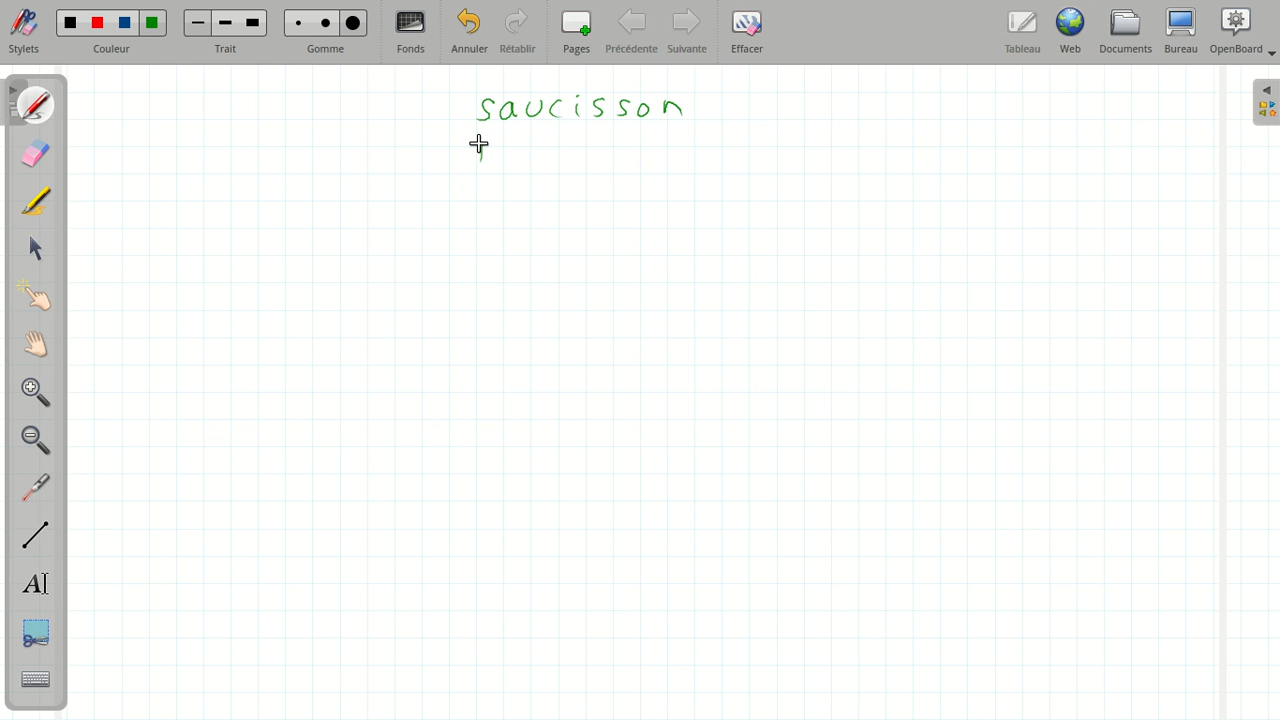 Stylets Couleur Trait Gomme Fonds Annuler Rétablir Pages Précédente Suivante Effacer Tableau Web Documents Bureau OpenBoard
saucisson